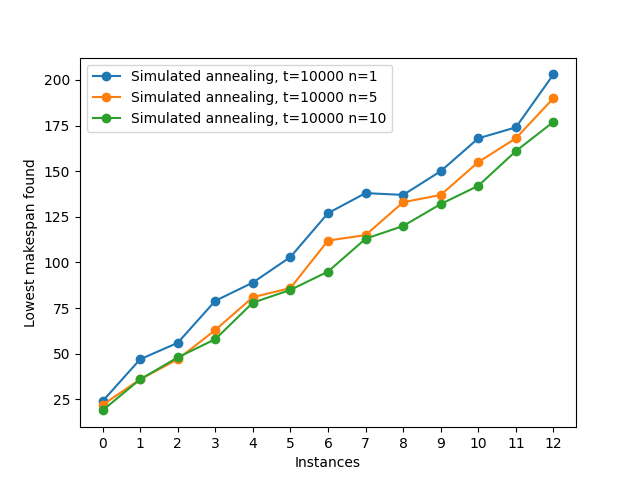 Simulated annealing, t=10000 n=1
Simulated annealing, t=10000 n=5
Simulated annealing, t=10000 n=10
Lowest makespan found
200
175
150
125
100
75
50
25
0 1 2 3 4 5 6 7 8 9 10 11 12
Instances